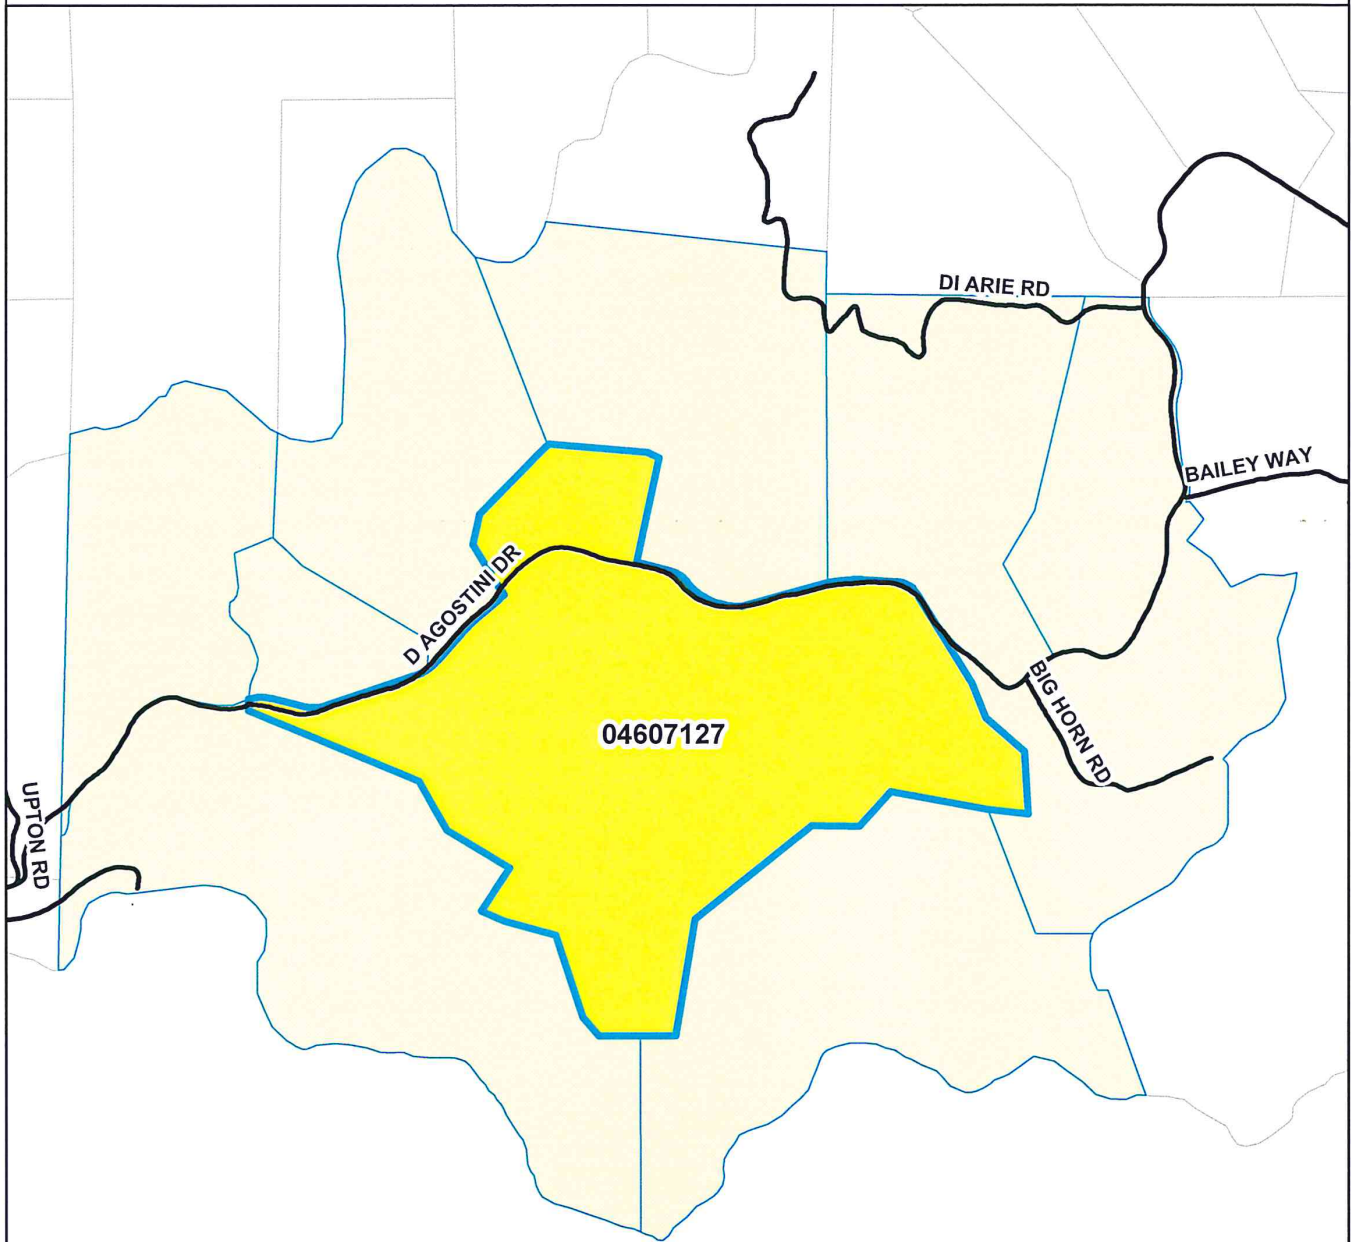 DI ARIE RD
BAILEY WAY
D AGOSTINI DR
BIG HORN RD
04607127
UPTON RD